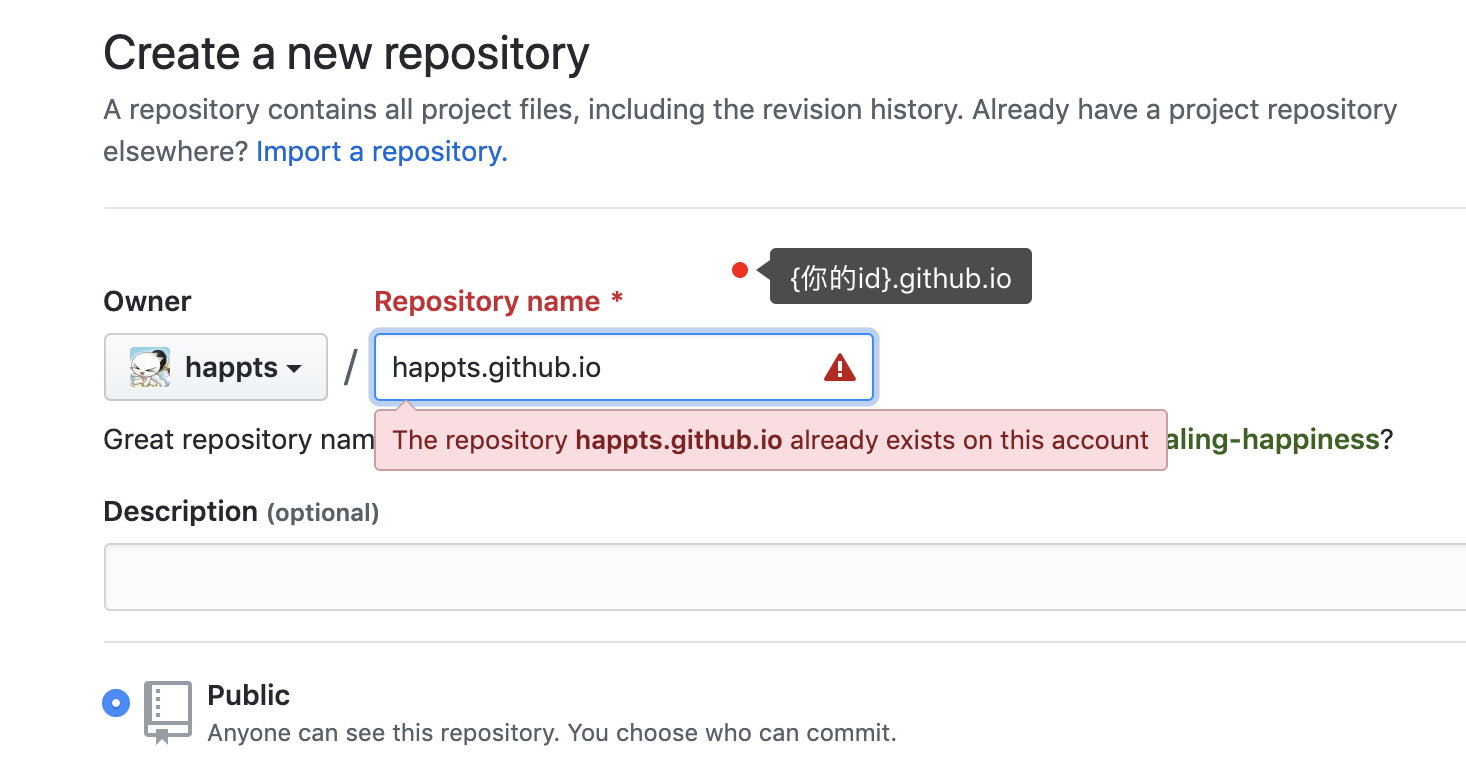 Create a new repository
A repository contains all project files, including the revision history. Already have a project repository
elsewhere? Import a repository.
{你的id}.github.io
Owner
Repository name *
happts
/
happts.github.io
Great repository nam
The repository happts.github.io already exists on this account
aling-happiness?
Description (optional)
Public
Anyone can see this repository. You choose who can commit.